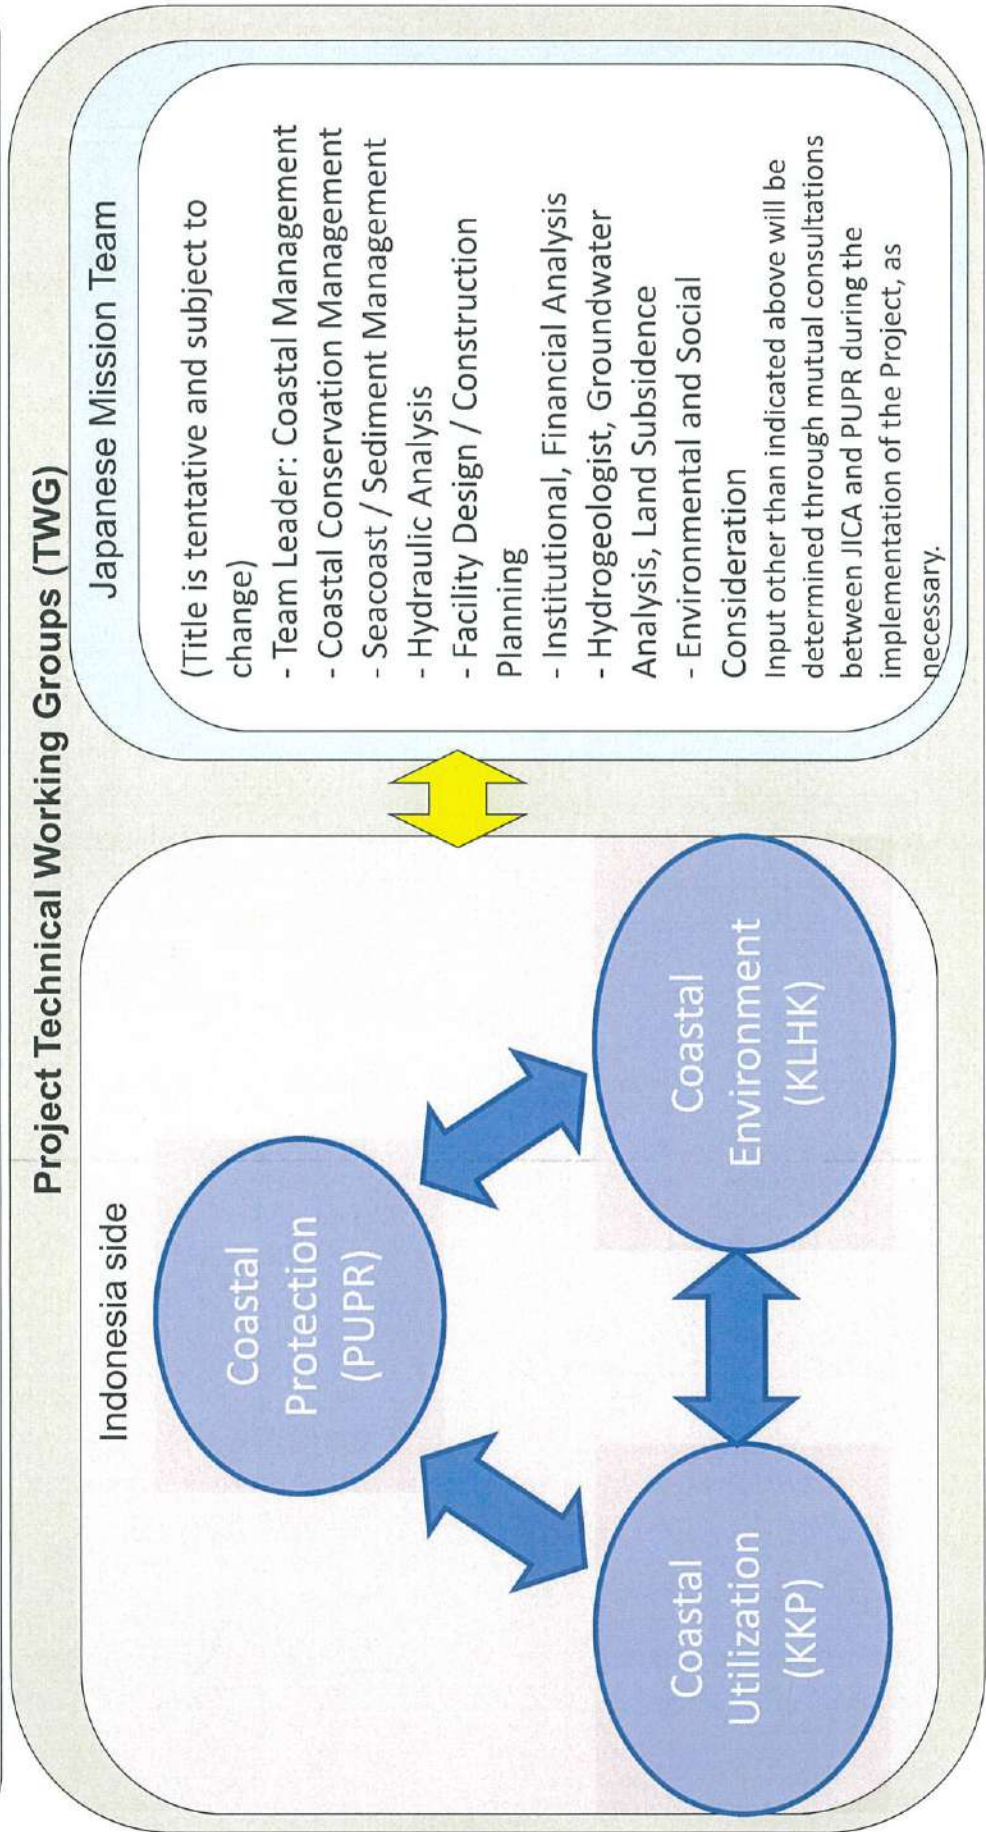 Project Technical Working Groups (TWG)
Indonesia side
Coastal
Protection
(PUPR)
Coastal
Utilization
(KKP)
Coastal
Environment
(KLHK)
Japanese Mission Team
(Title is tentative and subject to
change)
- Team Leader: Coastal Management
- Coastal Conservation Management
- Seacoast / Sediment Management
- Hydraulic Analysis
- Facility Design / Construction
Planning
- Institutional, Financial Analysis
- Hydrogeologist, Groundwater
Analysis, Land Subsidence
- Environmental and Social
Consideration
Input other than indicated above will be
determined through mutual consultations
between JICA and PUPR during the
implementation of the Project, as
necessary.